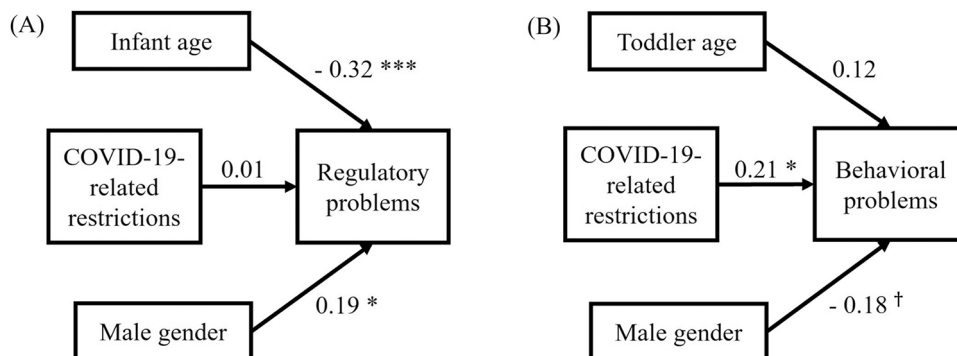 (A)
Infant age
- 0.32 ***
COVID-19-
related
restrictions
0.01
Regulatory
problems
0.19 *
Male gender
(B)
Toddler age
0.12
COVID-19-
related
restrictions
0.21 *
Behavioral
problems
- 0.18 †
Male gender